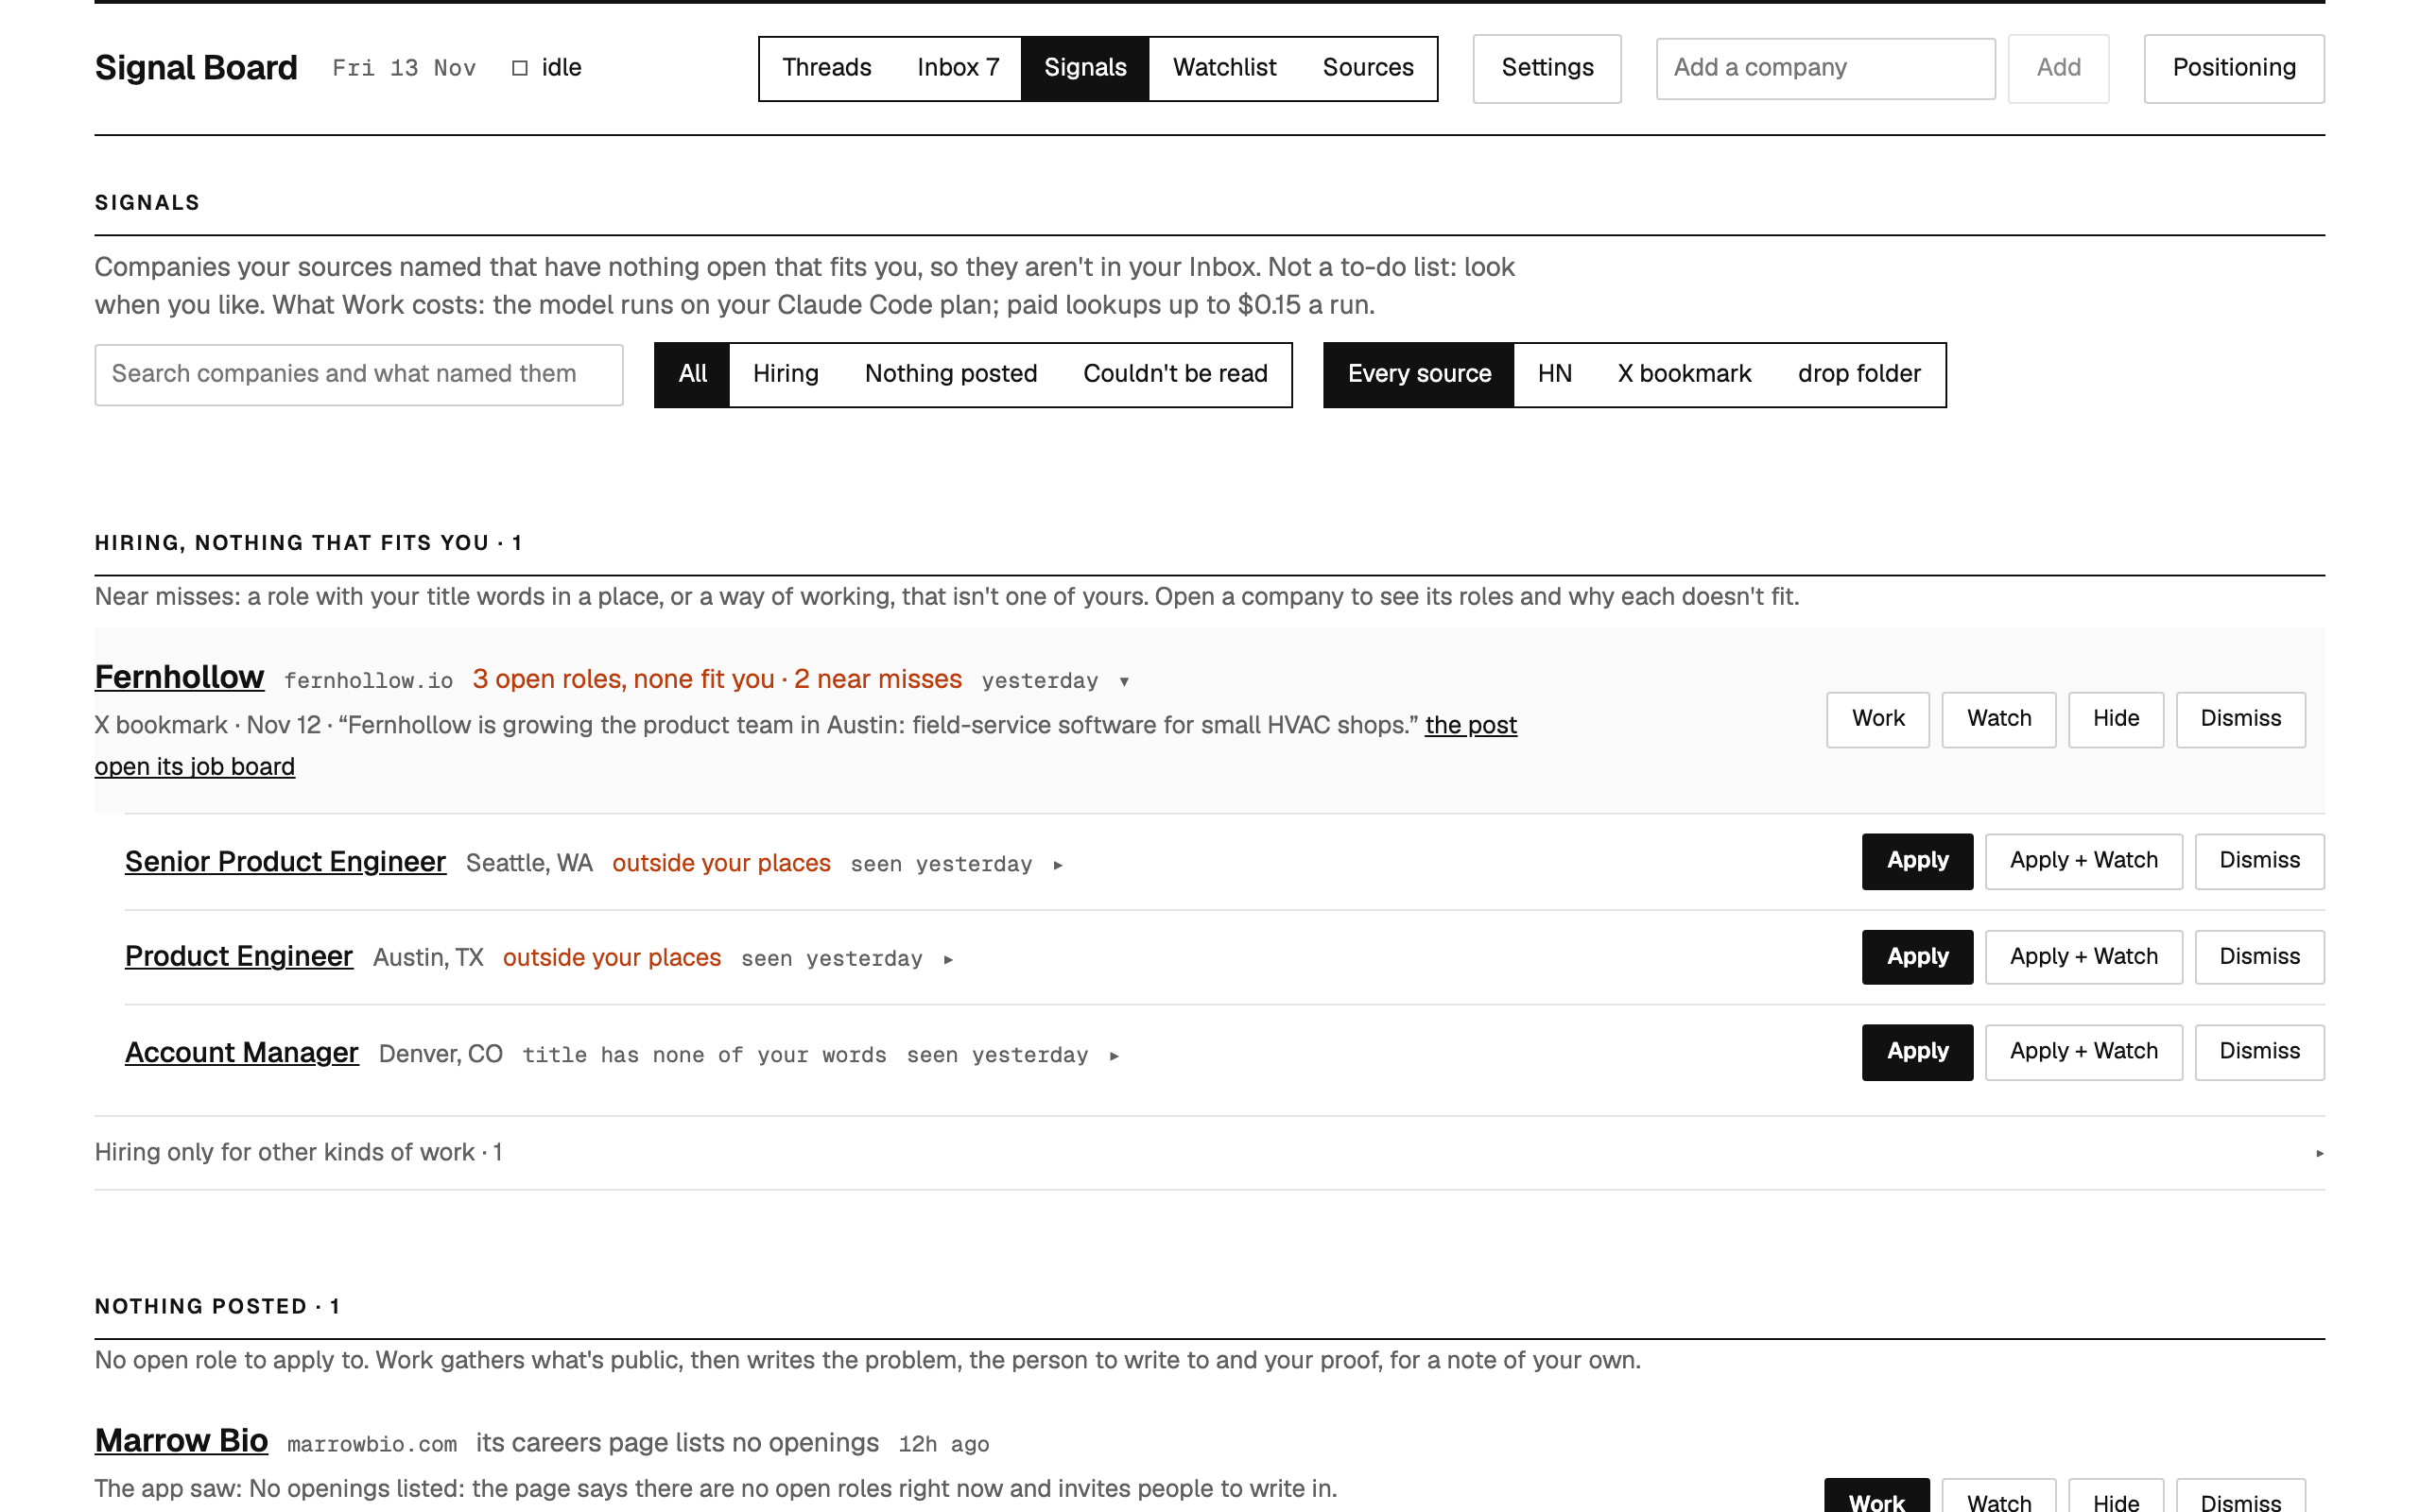 Signal Board Fri 13 Nov idle Threads Inbox 7 Signals Watchlist Sources Settings Add a company Add Positioning
SIGNALS
Companies your sources named that have nothing open that fits you, so they aren't in your Inbox. Not a to-do list: look
when you like. What Work costs: the model runs on your Claude Code plan; paid lookups up to $0.15 a run.
Search companies and what named them All Hiring Nothing posted Couldn't be read Every source HN X bookmark drop folder
HIRING, NOTHING THAT FITS YOU · 1
Near misses: a role with your title words in a place, or a way of working, that isn't one of yours. Open a company to see its roles and why each doesn't fit.
Fernhollow fernhollow.io 3 open roles, none fit you · 2 near misses yesterday ▾
X bookmark · Nov 12 · “Fernhollow is growing the product team in Austin: field-service software for small HVAC shops.” the post
open its job board
Work Watch Hide Dismiss
Senior Product Engineer Seattle, WA outside your places seen yesterday ▸ Apply Apply + Watch Dismiss
Product Engineer Austin, TX outside your places seen yesterday ▸ Apply Apply + Watch Dismiss
Account Manager Denver, CO title has none of your words seen yesterday ▸ Apply Apply + Watch Dismiss
Hiring only for other kinds of work · 1 ▸
NOTHING POSTED · 1
No open role to apply to. Work gathers what's public, then writes the problem, the person to write to and your proof, for a note of your own.
Marrow Bio marrowbio.com its careers page lists no openings 12h ago
The app saw: No openings listed: the page says there are no open roles right now and invites people to write in.
Work Watch Hide Dismiss